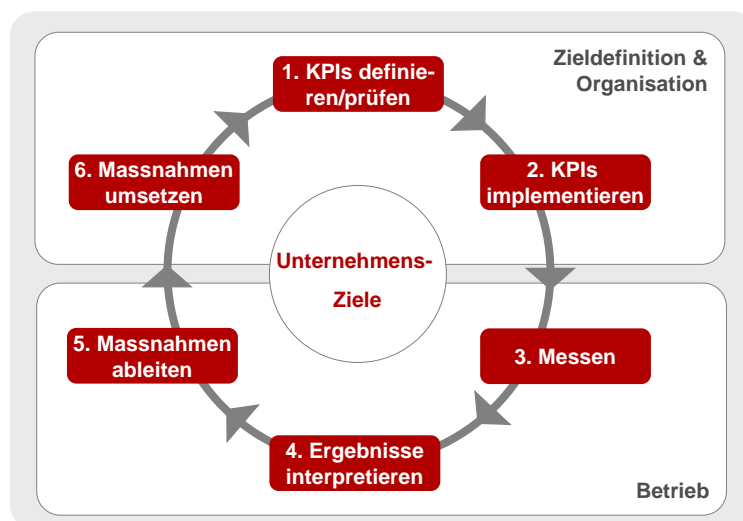 Zieldefinition &
Organisation
1. KPIs definie-
ren/prüfen
2. KPIs
implementieren
3. Messen
4. Ergebnisse
interpretieren
5. Massnahmen
ableiten
6. Massnahmen
umsetzen
Unternehmens-
Ziele
Betrieb